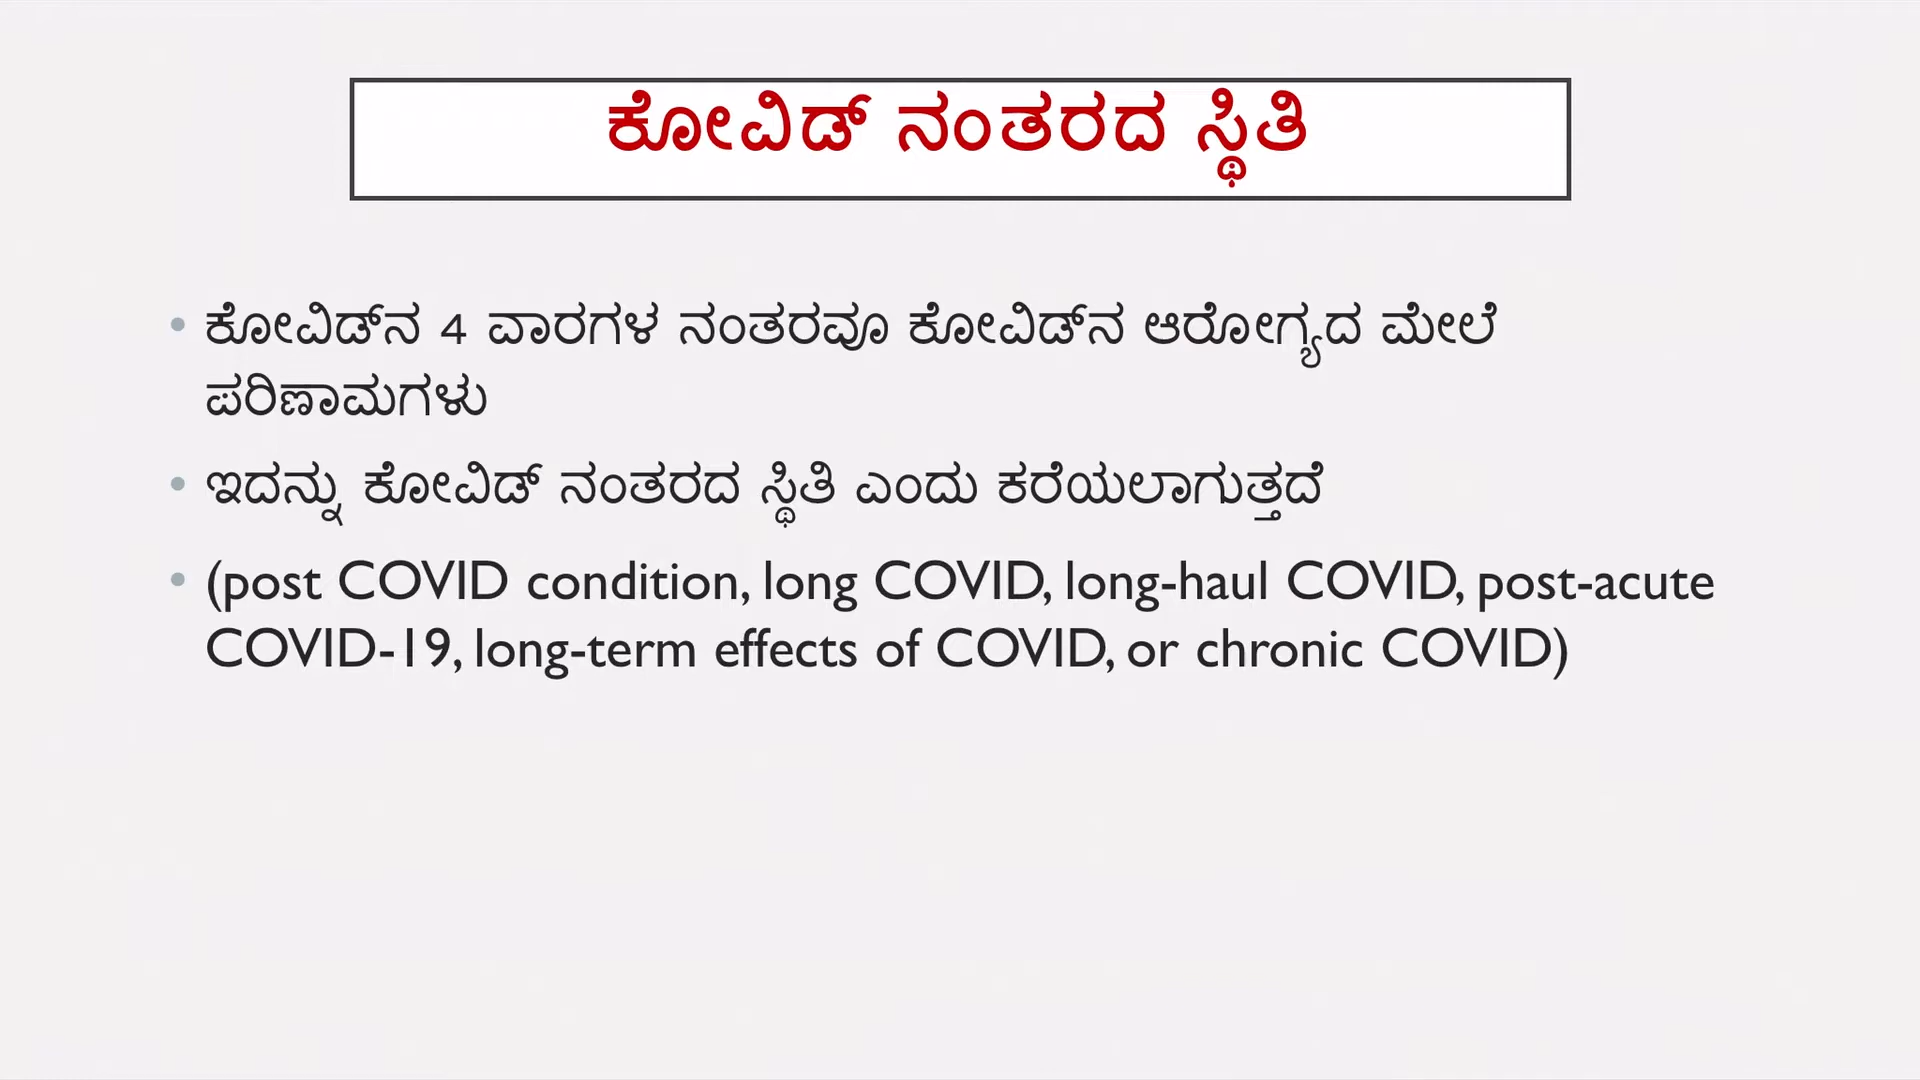 ಕೋವಿಡ್ ನಂತರದ ಸ್ಥಿತಿ
• ಕೋವಿಡ್‌ನ 4 ವಾರಗಳ ನಂತರವೂ ಕೋವಿಡ್‌ನ ಆರೋಗ್ಯದ ಮೇಲೆ
ಪರಿಣಾಮಗಳು
• ಇದನ್ನು ಕೋವಿಡ್ ನಂತರದ ಸ್ಥಿತಿ ಎಂದು ಕರೆಯಲಾಗುತ್ತದೆ
• (post COVID condition, long COVID, long-haul COVID, post-acute
COVID-19, long-term effects of COVID, or chronic COVID)